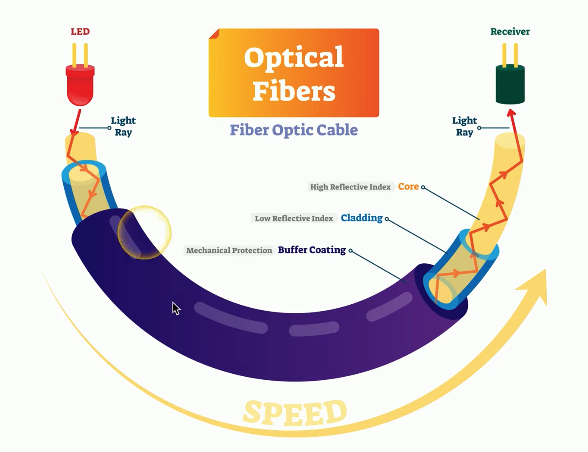 LED
Receiver
Optical
Fibers
Fiber Optic Cable
Light
Ray
Light
Ray
High Reflective Index Core
Low Reflective Index Cladding
Mechanical Protection Buffer Coating
SPEED